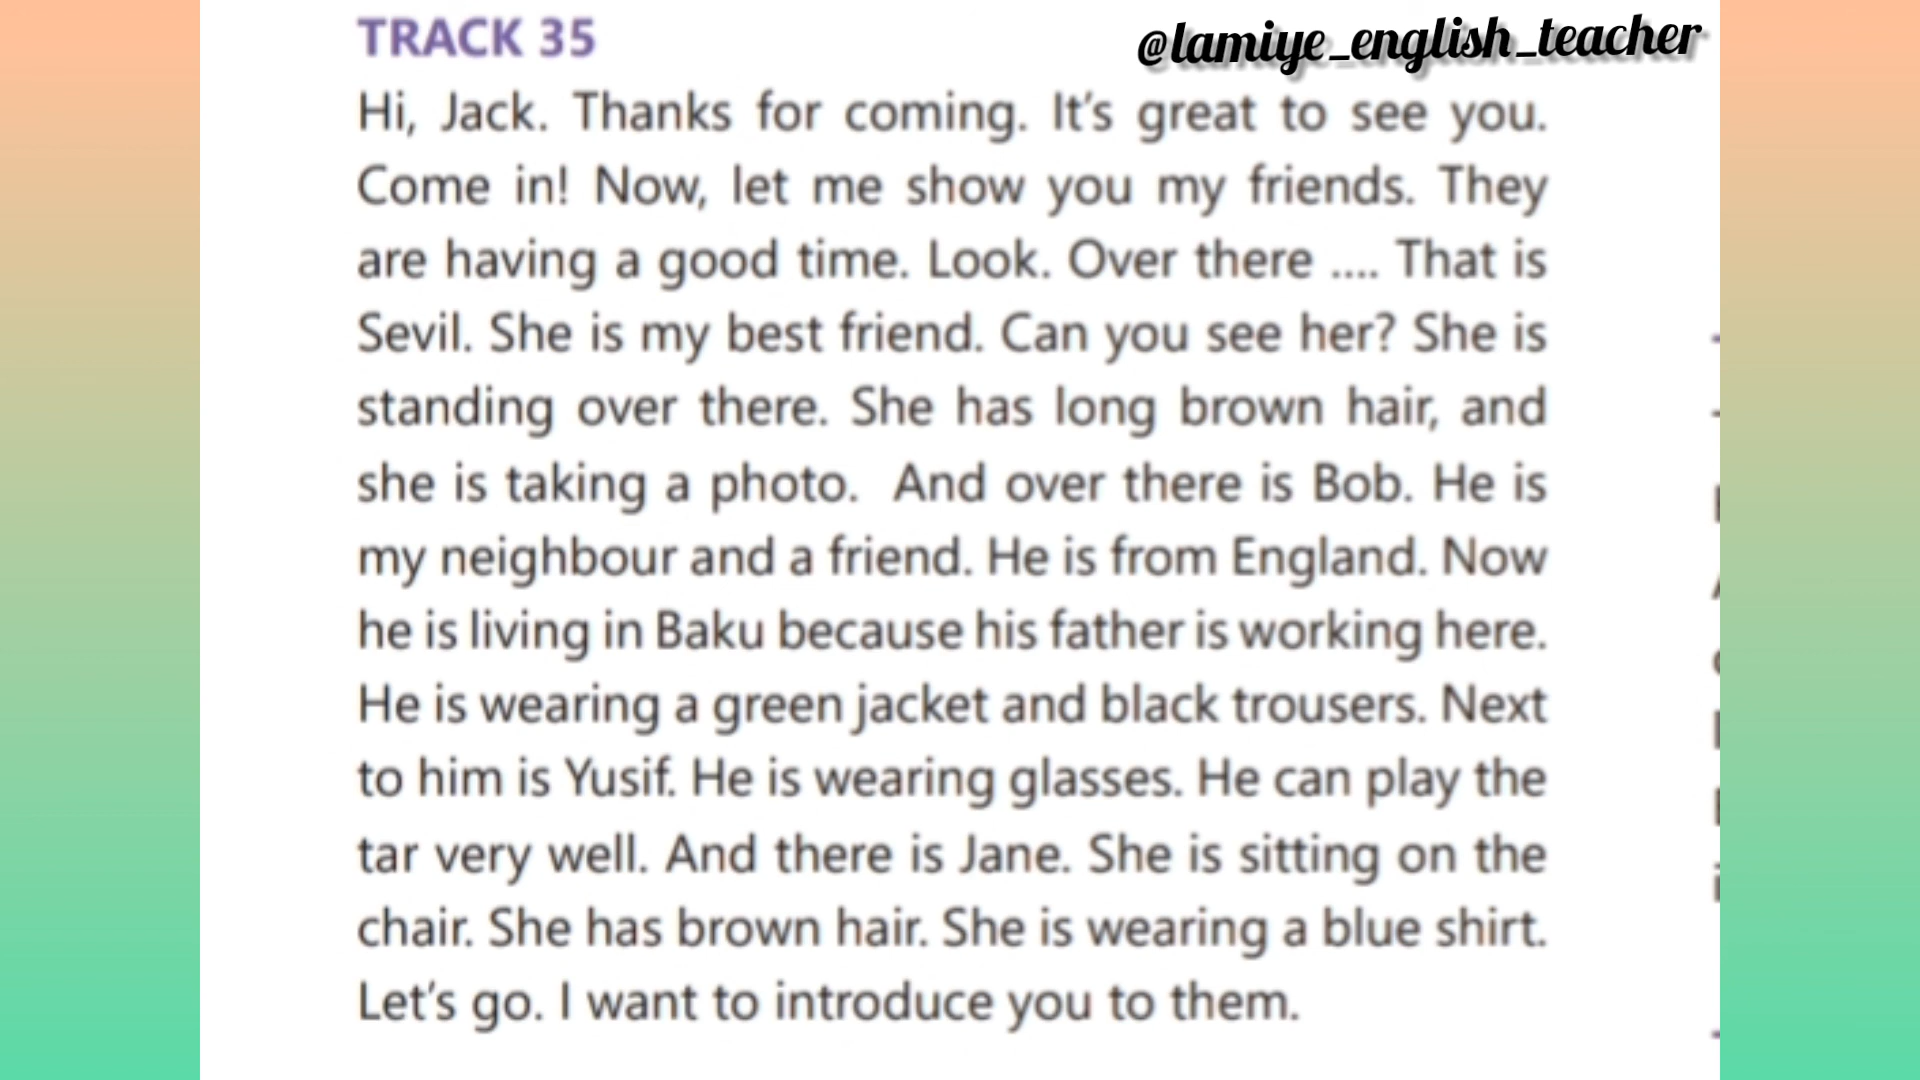 TRACK 35
@lamiye_english_teacher
Hi, Jack. Thanks for coming. It's great to see you.
Come in! Now, let me show you my friends. They
are having a good time. Look. Over there .... That is
Sevil. She is my best friend. Can you see her? She is
standing over there. She has long brown hair, and
she is taking a photo. And over there is Bob. He is
my neighbour and a friend. He is from England. Now
he is living in Baku because his father is working here.
He is wearing a green jacket and black trousers. Next
to him is Yusif. He is wearing glasses. He can play the
tar very well. And there is Jane. She is sitting on the
chair. She has brown hair. She is wearing a blue shirt.
Let's go. I want to introduce you to them.